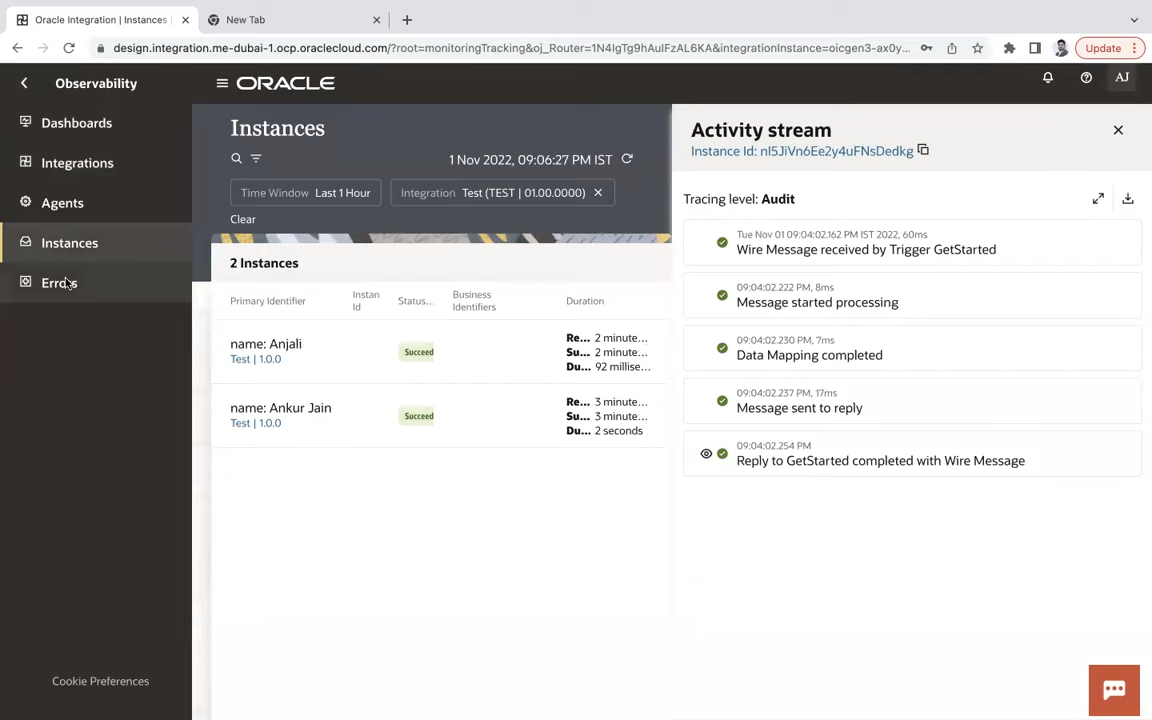 Oracle Integration | Instances
New Tab
design.integration.me-dubai-1.ocp.oraclecloud.com/?root=monitoringTracking&oj_Router=1N4IgTg9hAuIFzAL6KA&integrationInstance=oicgen3-ax0y...
Update
Observability
ORACLE
AJ
Dashboards
Integrations
Agents
Instances
Errors
Cookie Preferences
Instances
1 Nov 2022, 09:06:27 PM IST
Time Window Last 1 Hour
Integration Test (TEST | 01.00.0000)
Clear
2 Instances
Primary Identifier
Instan
Id
Status...
Business
Identifiers
Duration
name: Anjali
Test | 1.0.0
Succeed
Re... 2 minute...
Su... 2 minute...
Du... 92 millise...
name: Ankur Jain
Test | 1.0.0
Succeed
Re... 3 minute...
Su... 3 minute...
Du... 2 seconds
Activity stream
Instance Id: nI5JiVn6Ee2y4uFNsDedkg
Tracing level: Audit
Tue Nov 01 09:04:02.162 PM IST 2022, 60ms
Wire Message received by Trigger GetStarted
09:04:02.222 PM, 8ms
Message started processing
09:04:02.230 PM, 7ms
Data Mapping completed
09:04:02.237 PM, 17ms
Message sent to reply
09:04:02.254 PM
Reply to GetStarted completed with Wire Message